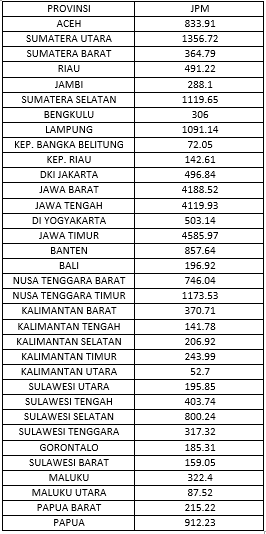 PROVINSI JPM
ACEH 833.91
SUMATERA UTARA 1356.72
SUMATERA BARAT 364.79
RIAU 491.22
JAMBI 288.1
SUMATERA SELATAN 1119.65
BENGKULU 306
LAMPUNG 1091.14
KEP. BANGKA BELITUNG 72.05
KEP. RIAU 142.61
DKI JAKARTA 496.84
JAWA BARAT 4188.52
JAWA TENGAH 4119.93
DI YOGYAKARTA 503.14
JAWA TIMUR 4585.97
BANTEN 857.64
BALI 196.92
NUSA TENGGARA BARAT 746.04
NUSA TENGGARA TIMUR 1173.53
KALIMANTAN BARAT 370.71
KALIMANTAN TENGAH 141.78
KALIMANTAN SELATAN 206.92
KALIMANTAN TIMUR 243.99
KALIMANTAN UTARA 52.7
SULAWESI UTARA 195.85
SULAWESI TENGAH 403.74
SULAWESI SELATAN 800.24
SULAWESI TENGGARA 317.32
GORONTALO 185.31
SULAWESI BARAT 159.05
MALUKU 322.4
MALUKU UTARA 87.52
PAPUA BARAT 215.22
PAPUA 912.23